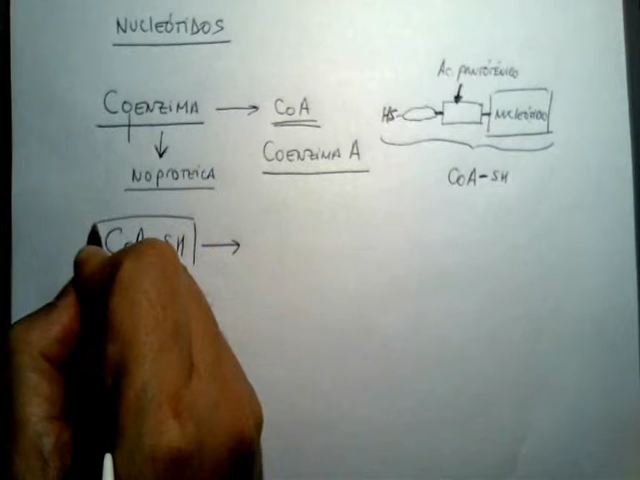 NUCLEÓTIDOS
COENZIMA → COA
COENZIMA A
NO PROTEICA
AC. PANTOTÉNICO
HS NUCLEÓTIDO
COA-SH
COA-SH →